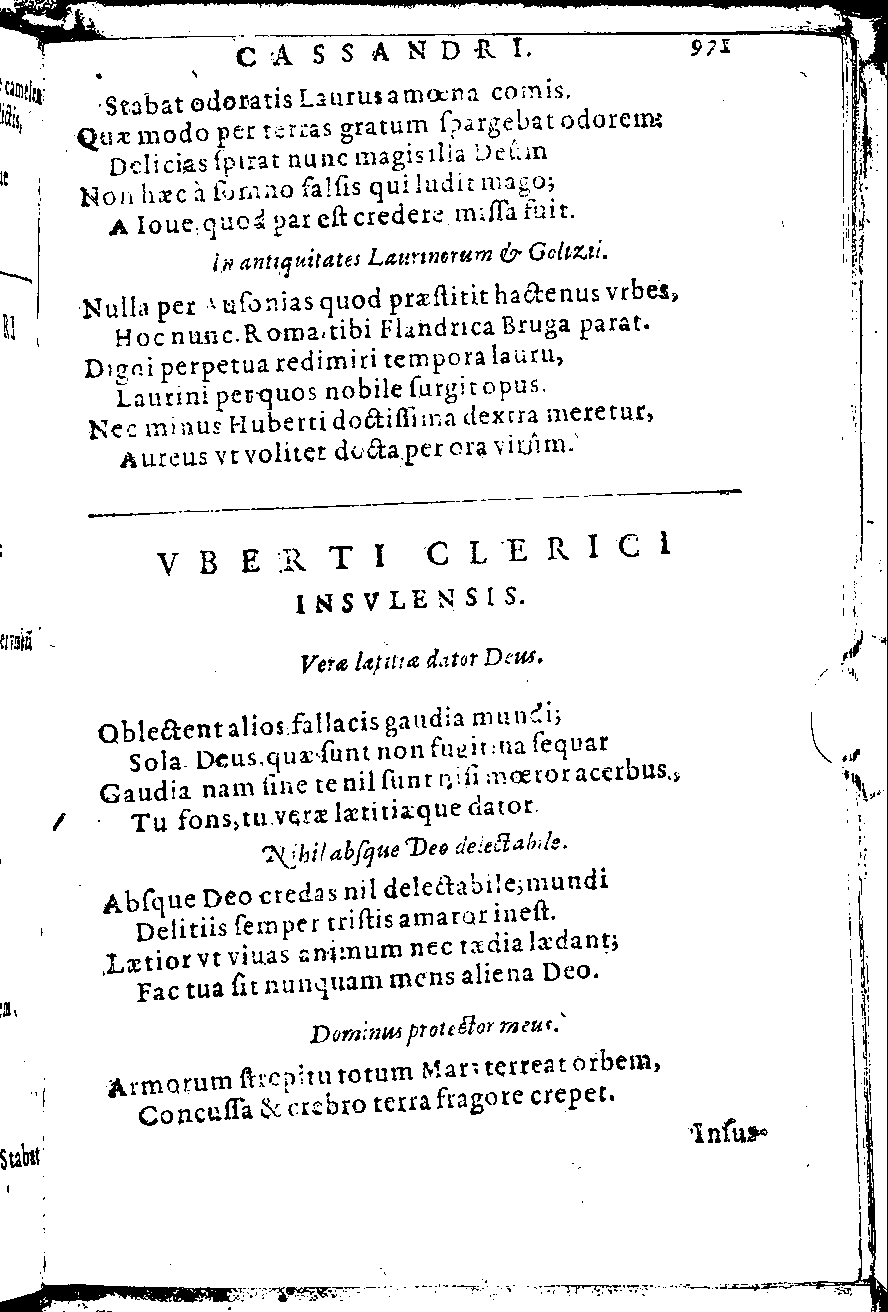 CASSANDRI. 971
Stabat odoratis Laurus amœna comis.
Quæ modo per terras gratum ſpargebat odorem:
Delicias ſpirat nunc magis illa Deûm
Non hæc à ſomno falſis qui ludit mago;
A Ioue, quod par eſt credere miſſa fuit.
In antiquitates Laurinorum & Goltzii.
Nulla per Auſonias quod præſtitit hactenus vrbes,
Hoc nunc Roma tibi Flandrica Bruga parat.
Digni perpetua redimiri tempora lauru,
Laurini per quos nobile ſurgit opus.
Nec minus Huberti doctiſſima dextra meretur,
Aureus vt volitet docta per ora virûm.
VBERTI CLERICI
INSVLENSIS.
Veræ lætitiæ dator Deus.
Oblectent alios fallacis gaudia mundi;
Sola Deus, quæ ſunt non fugitiua ſequar
Gaudia nam ſine te nil ſunt niſi mœror acerbus,
Tu fons, tu veræ lætitiæque dator.
Nihil abſque Deo delectabile.
Abſque Deo credas nil delectabile; mundi
Delitiis ſemper triſtis amaror ineſt.
Lætior vt viuas animum nec tædia lædant;
Fac tua ſit nunquam mens aliena Deo.
Dominus protector meus.
Armorum ſtrepitu totum Mars terreat orbem,
Concuſſa & crebro terra fragore crepet.
Inſu-